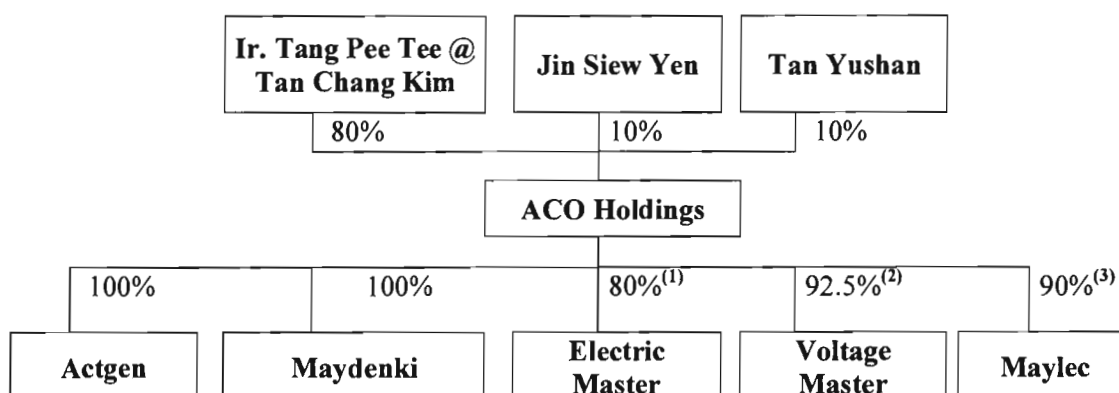 Ir. Tang Pee Tee @
Tan Chang Kim
Jin Siew Yen
Tan Yushan
80%
10%
10%
ACO Holdings
100%
100%
80%(1)
92.5%(2)
90%(3)
Actgen
Maydenki
Electric
Master
Voltage
Master
Maylec